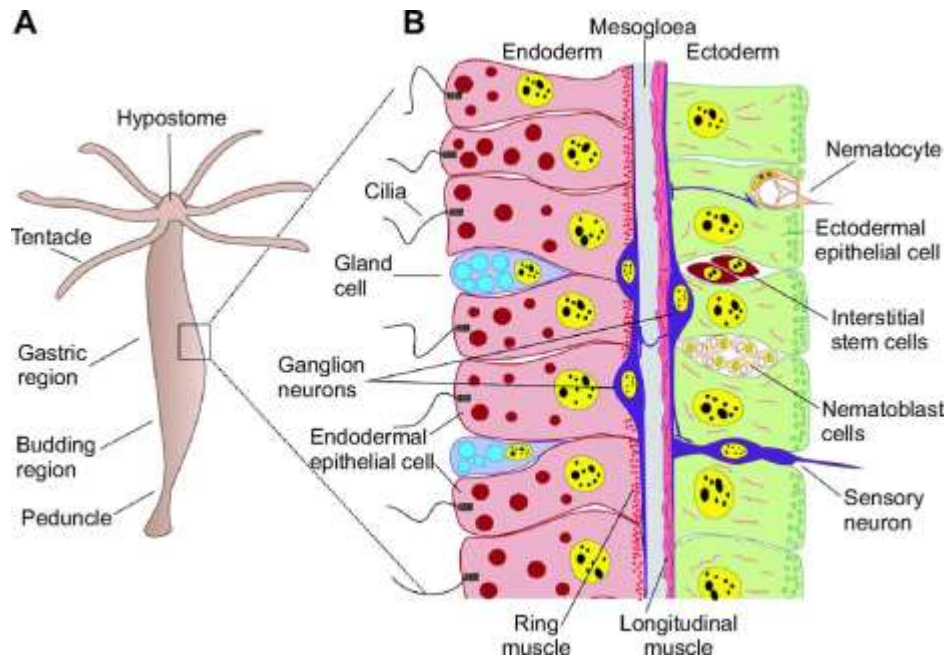 A
Hypostome
Tentacle
Gastric
region
Budding
region
Peduncle
B
Mesogloea
Endoderm
Ectoderm
Cilia
Gland
cell
Ganglion
neurons
Endodermal
epithelial cell
Nematocyte
Ectodermal
epithelial cell
Interstitial
stem cells
Nematoblast
cells
Sensory
neuron
Ring
muscle
Longitudinal
muscle